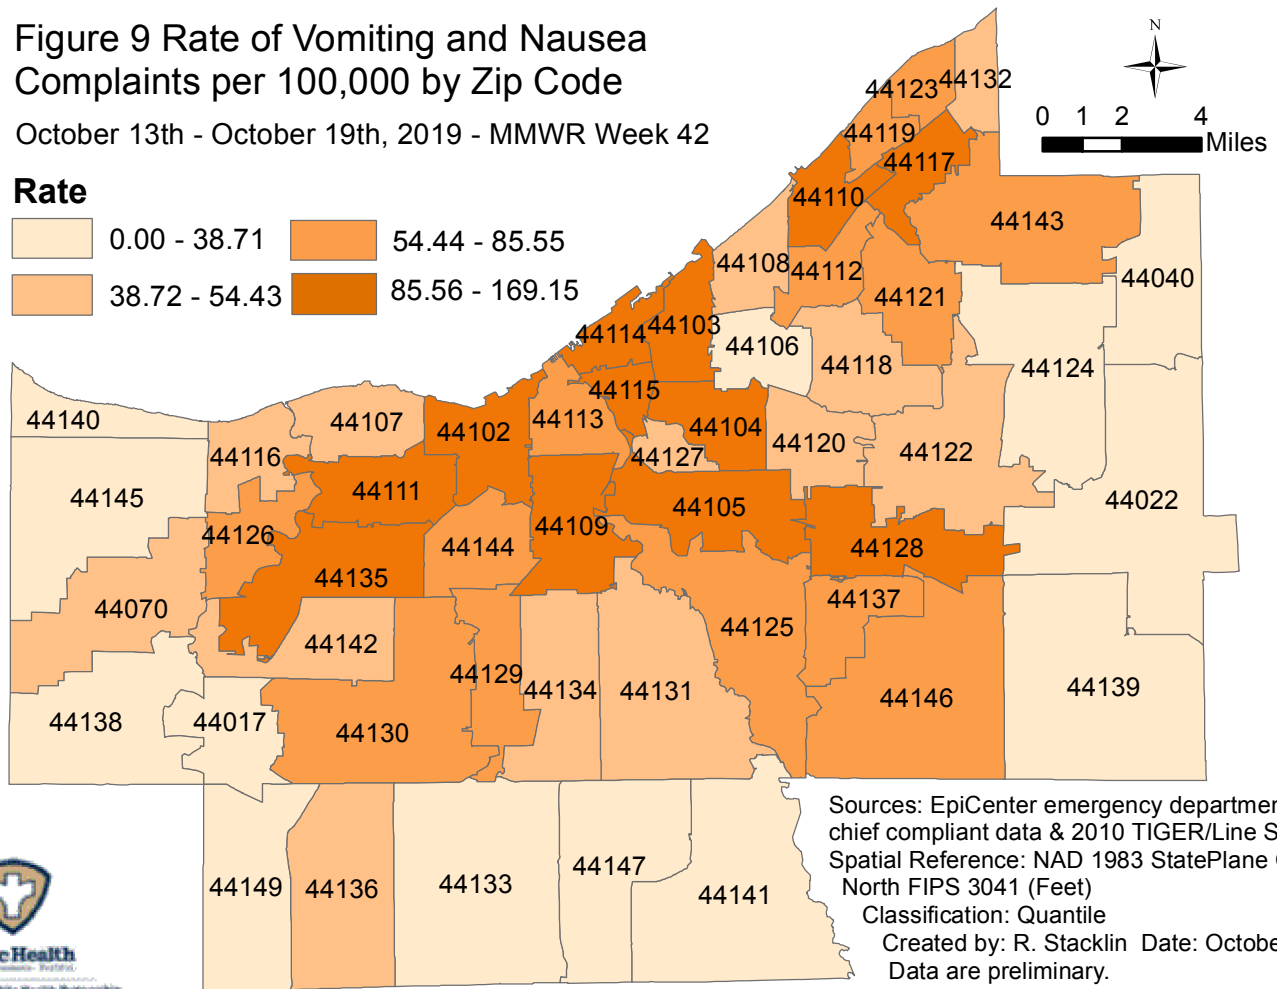 Figure 9 Rate of Vomiting and Nausea
Complaints per 100,000 by Zip Code
October 13th - October 19th, 2019 - MMWR Week 42
N
0 1 2 4
Miles
Rate
0.00 - 38.71
54.44 - 85.55
38.72 - 54.43
85.56 - 169.15
44123
44132
44119
44117
44110
44143
44108
44112
44040
44121
44114
44103
44106
44118
44124
44115
44140
44107
44113
44102
44104
44120
44116
44127
44122
44111
44145
44105
44022
44109
44126
44144
44128
44135
44070
44137
44125
44142
44129
44134
44131
44139
44146
44138
44017
44130
44149
44136
44133
44147
44141
Sources: EpiCenter emergency departmen
chief compliant data & 2010 TIGER/Line S
Spatial Reference: NAD 1983 StatePlane
North FIPS 3041 (Feet)
Classification: Quantile
Created by: R. Stacklin Date: Octobe
Data are preliminary.
c Health